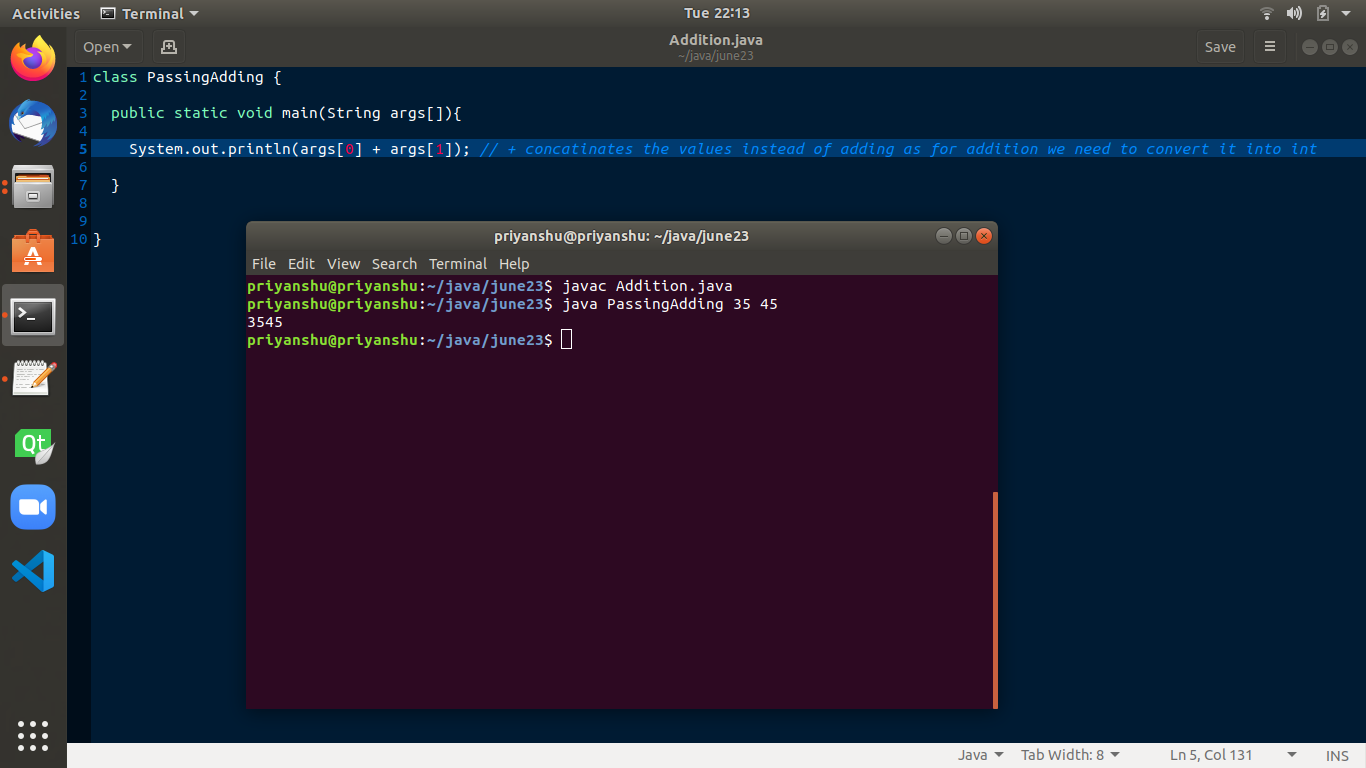 Activities Terminal Tue 22:13
Open Addition.java Save
~/java/june23
1 class PassingAdding {
2
3 public static void main(String args[]){
4
5 System.out.println(args[0] + args[1]); // + concatinates the values instead of adding as for addition we need to convert it into int
6
7 }
8
9
10 }
priyanshu@priyanshu: ~/java/june23
File Edit View Search Terminal Help
priyanshu@priyanshu:~/java/june23$ javac Addition.java
priyanshu@priyanshu:~/java/june23$ java PassingAdding 35 45
3545
priyanshu@priyanshu:~/java/june23$
Qt
Java Tab Width: 8 Ln 5, Col 131 INS